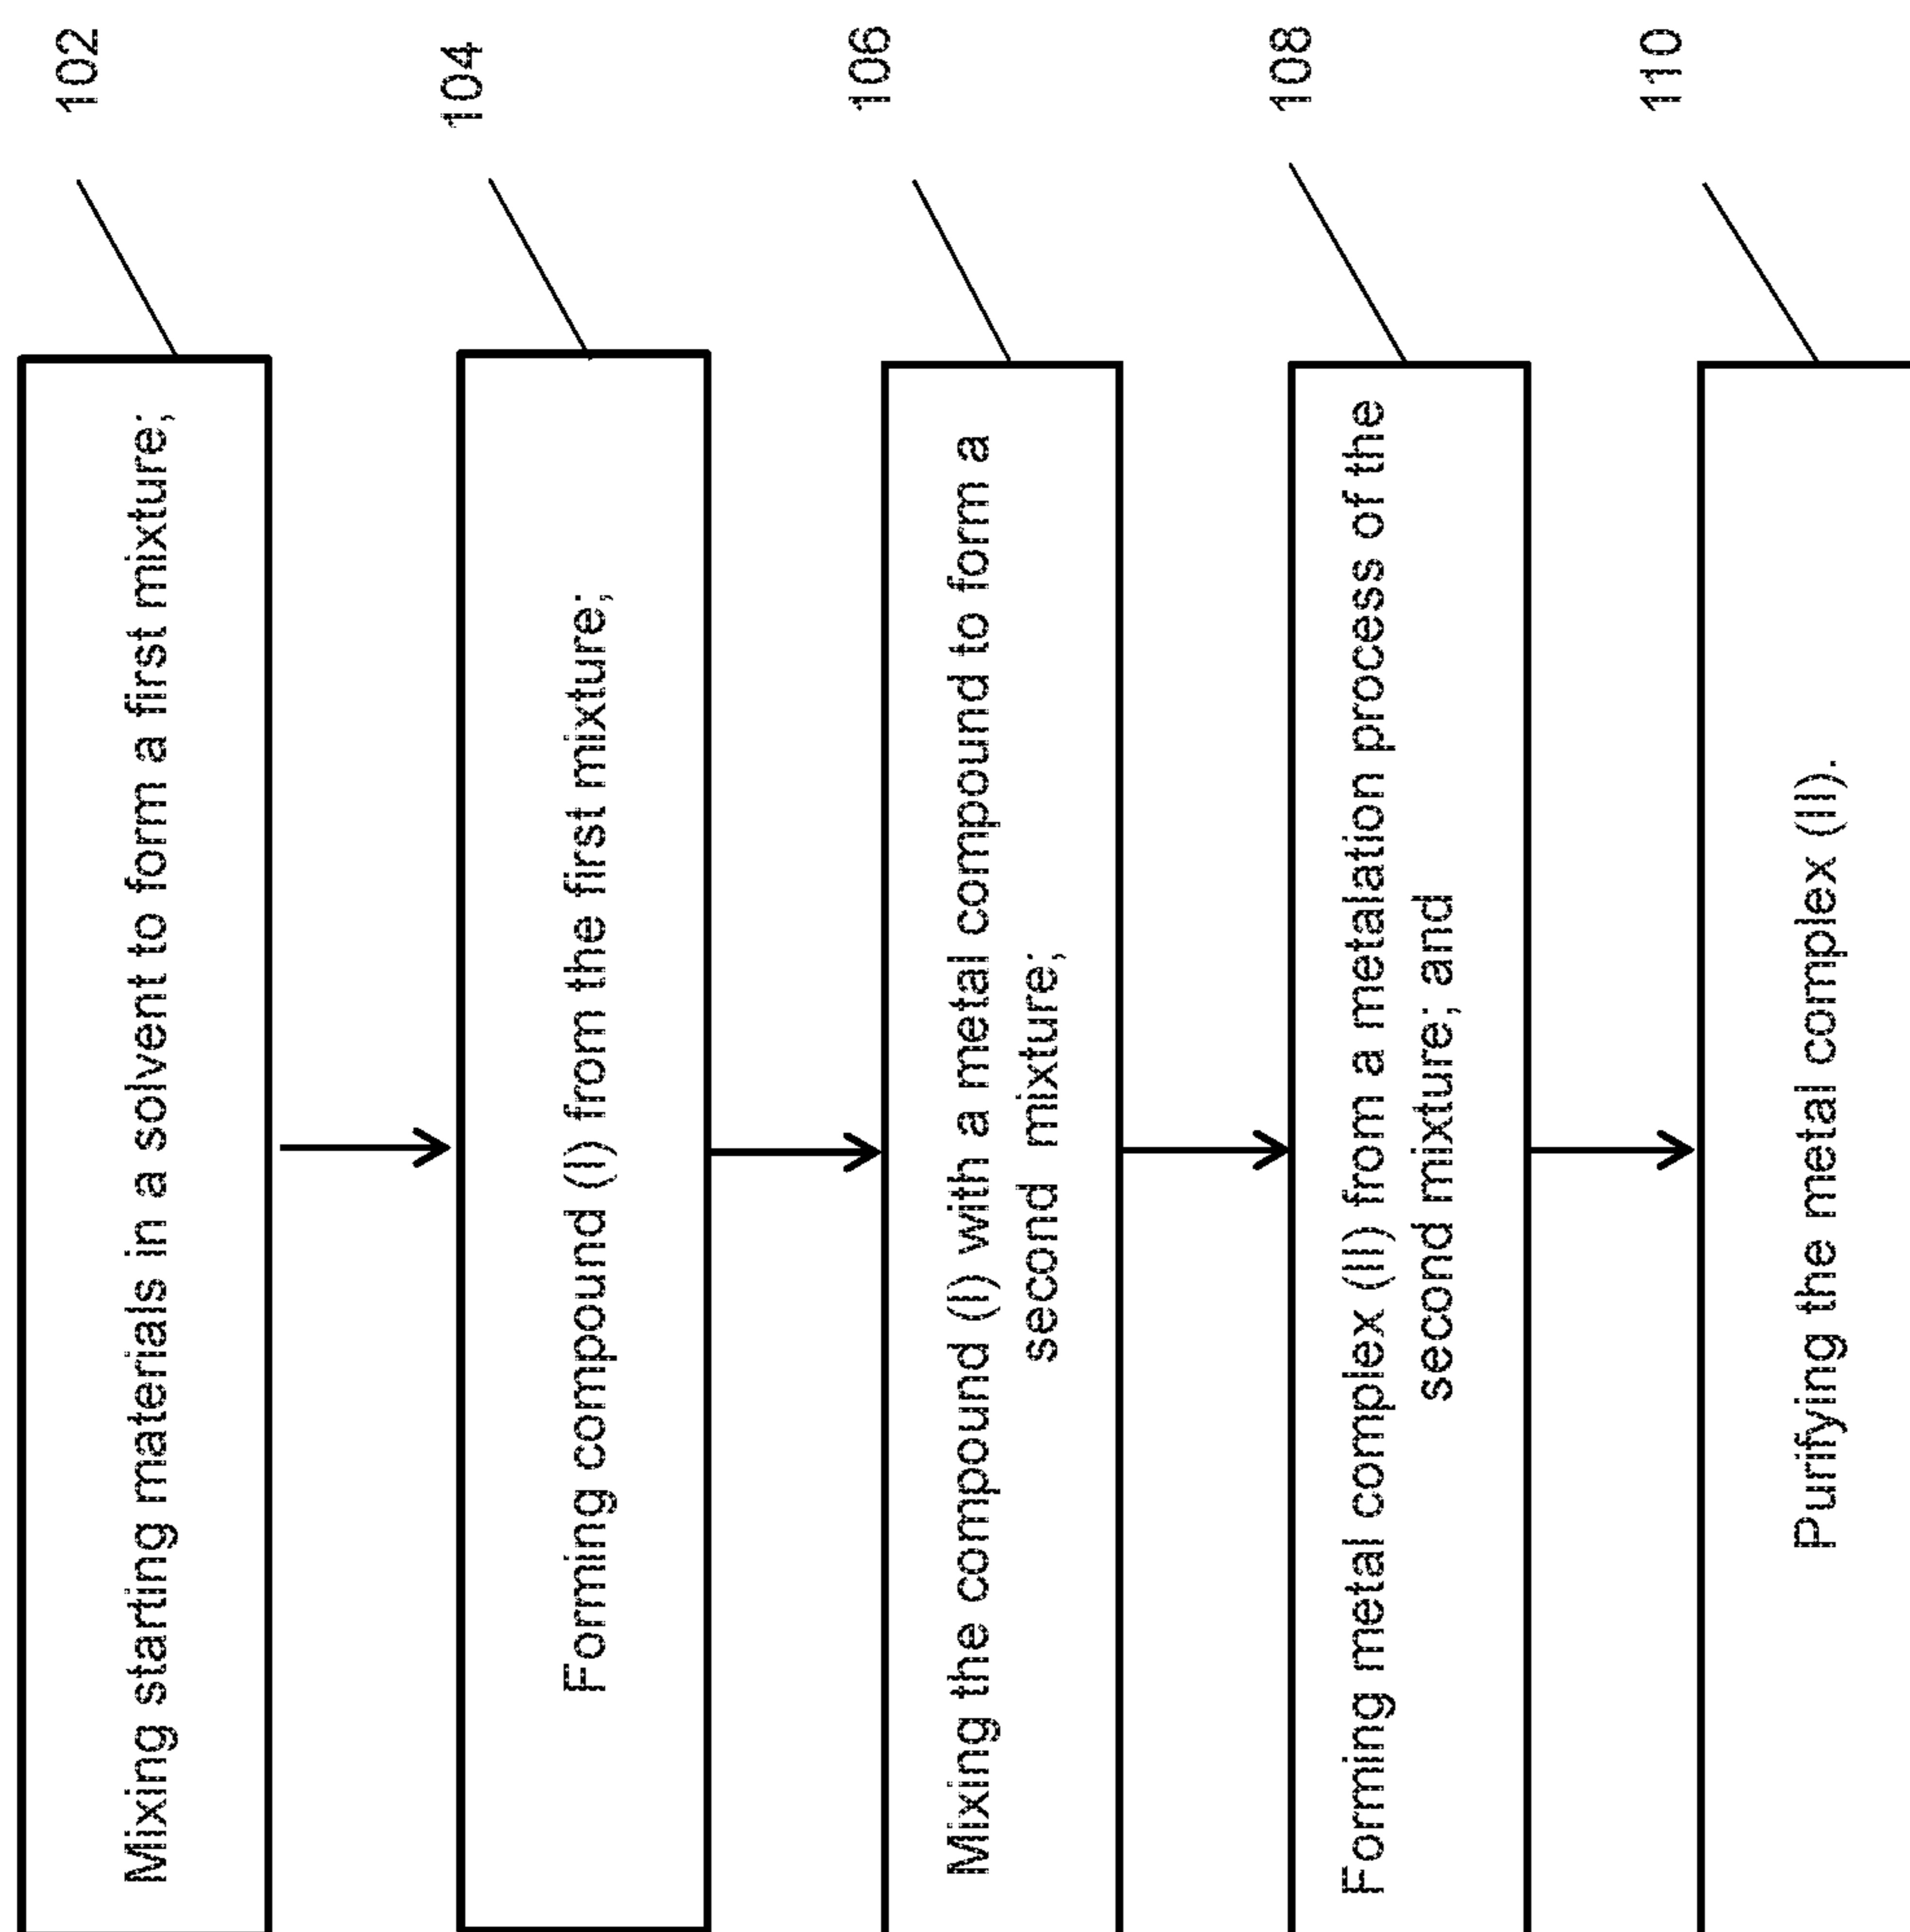 102
Mixing starting materials in a solvent to form a first mixture;
104
Forming compound (I) from the first mixture;
106
Mixing the compound (I) with a metal compound to form a
second mixture;
108
Forming metal complex (II) from a metalation process of the
second mixture; and
110
Purifying the metal complex (II).